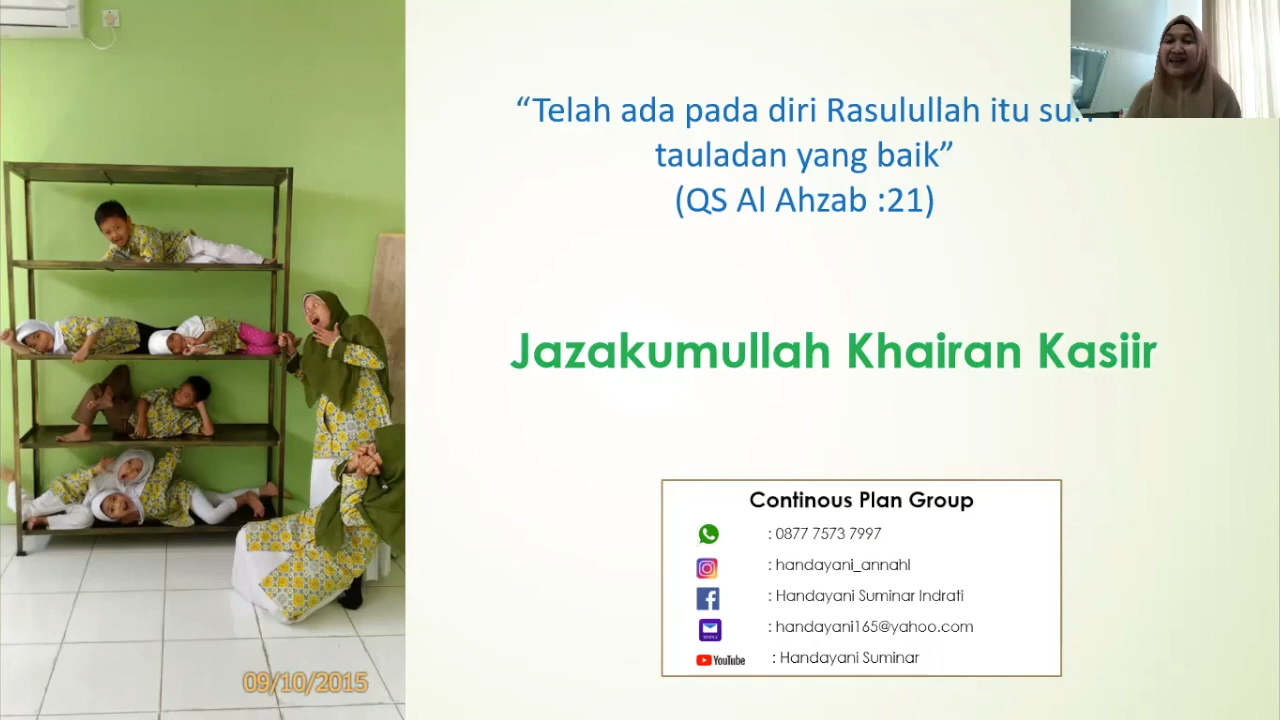 “Telah ada pada diri Rasulullah itu
tauladan yang baik”
(QS Al Ahzab :21)
Jazakumullah Khairan Kasiir
Continous Plan Group
: 0877 7573 7997
: handayani_annahl
: Handayani Suminar Indrati
: handayani165@yahoo.com
YouTube : Handayani Suminar
09/10/2015